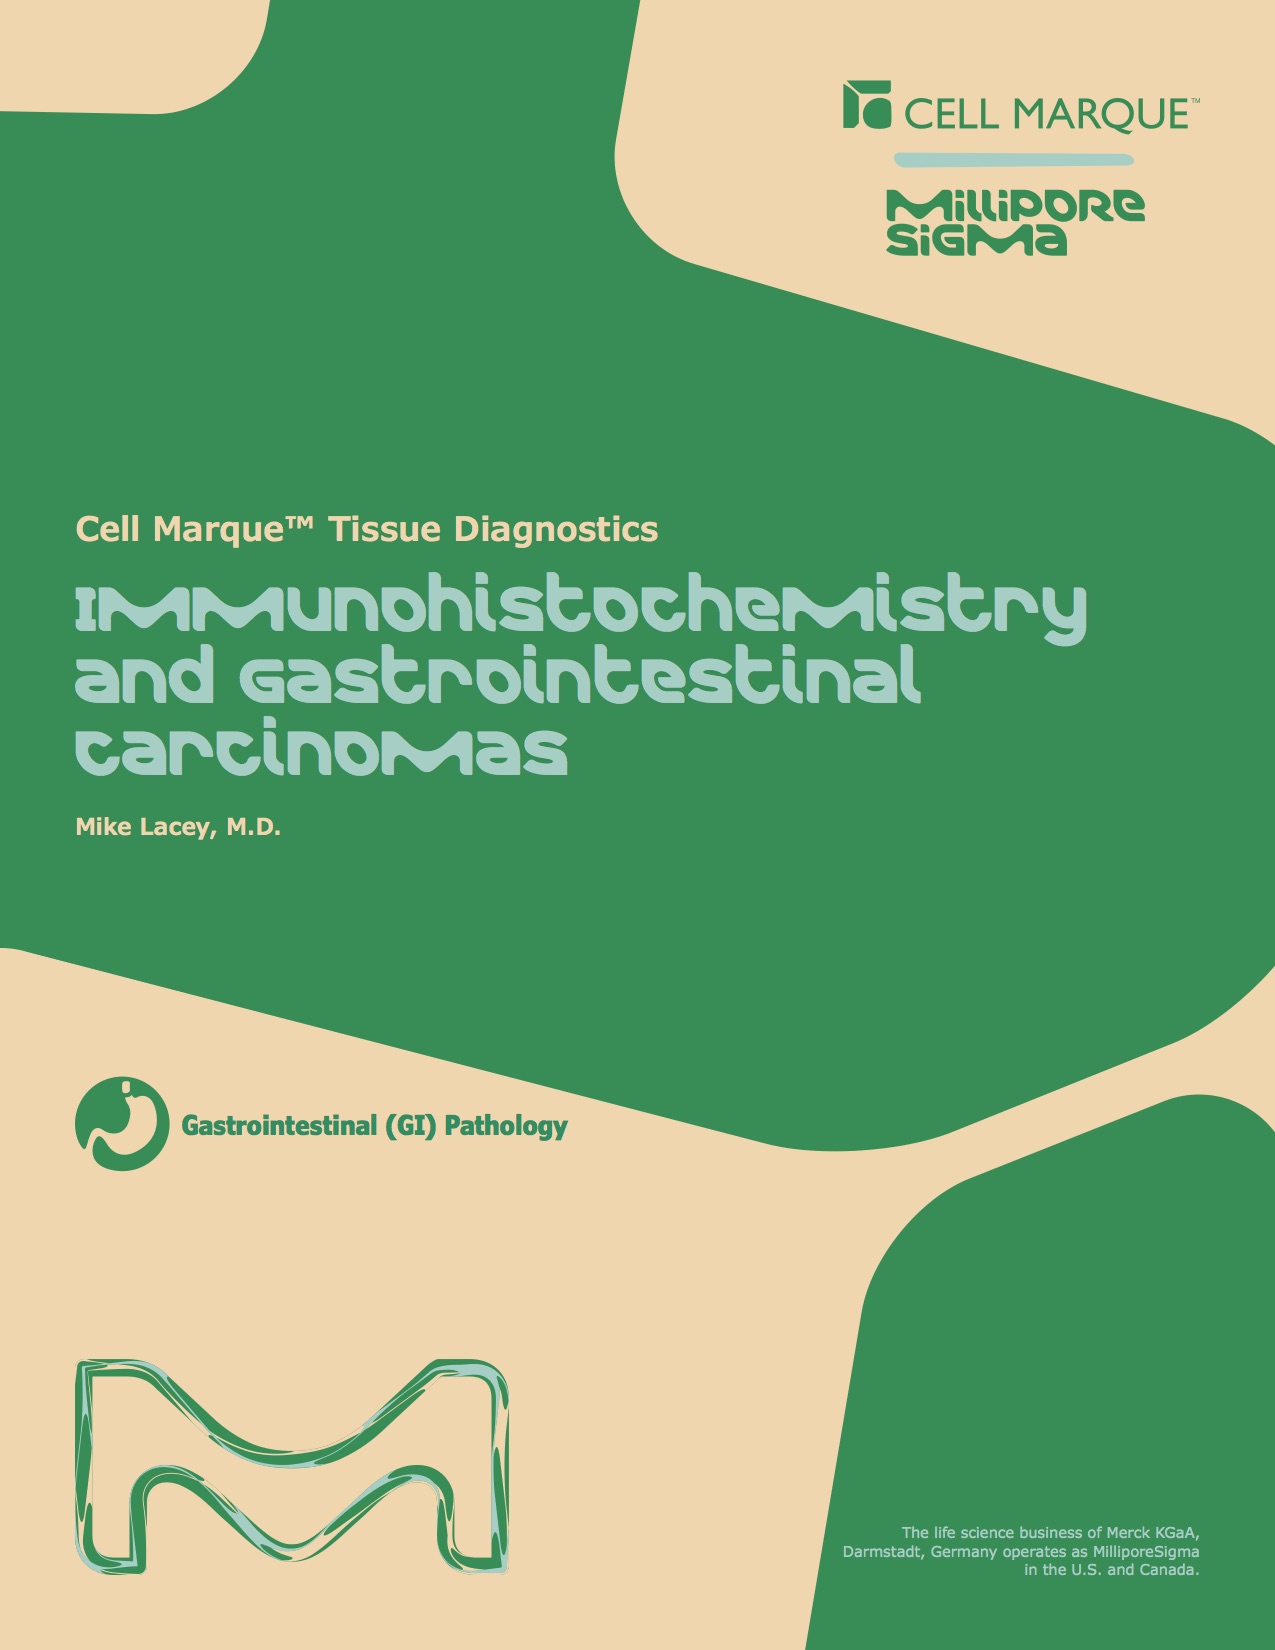 CELL MARQUE™
Millipore
Sigma
Cell Marque™ Tissue Diagnostics
Immunohistochemistry
and Gastrointestinal
Carcinomas
Mike Lacey, M.D.
Gastrointestinal (GI) Pathology
The life science business of Merck KGaA,
Darmstadt, Germany operates as MilliporeSigma
in the U.S. and Canada.